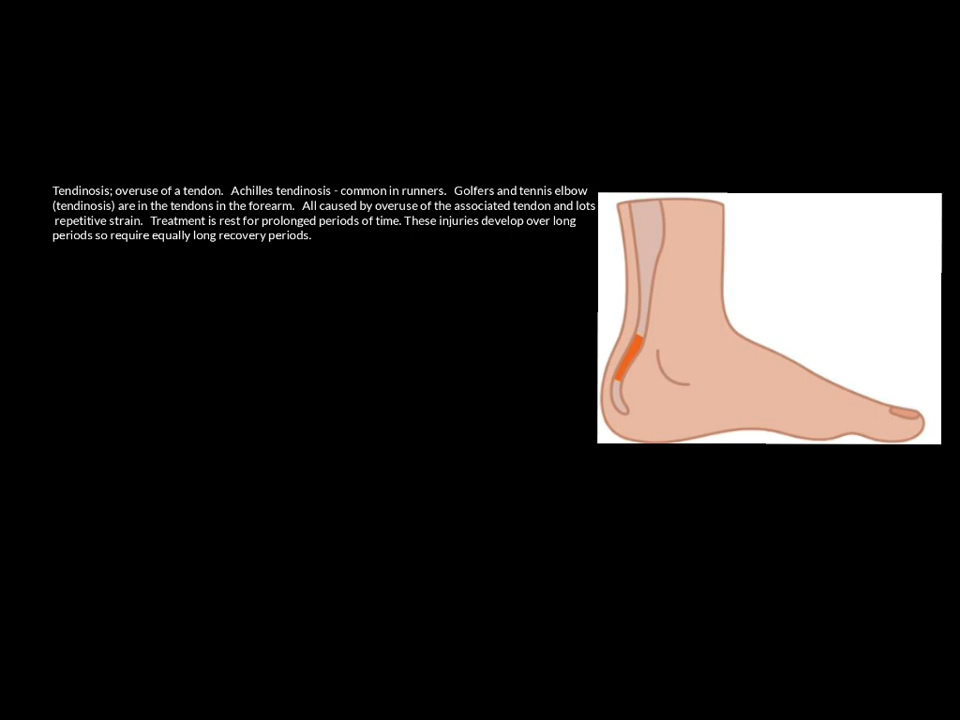 Tendinosis; overuse of a tendon.  Achilles tendinosis - common in runners.  Golfers and tennis elbow
(tendinosis) are in the tendons in the forearm.  All caused by overuse of the associated tendon and lots
repetitive strain.  Treatment is rest for prolonged periods of time. These injuries develop over long
periods so require equally long recovery periods.